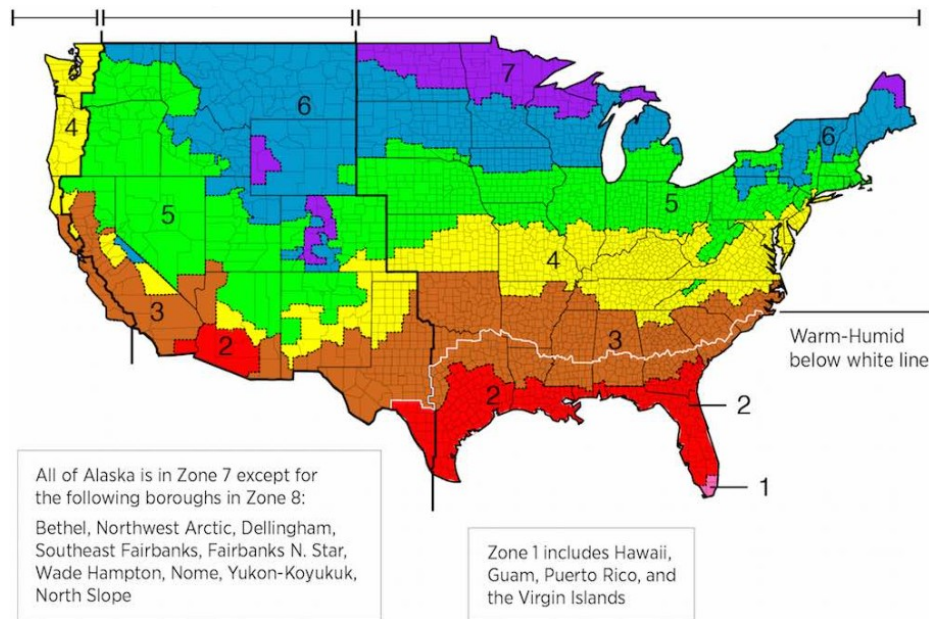 7
6
4
6
5
5
4
3
3
2
2
2
1
Warm-Humid
below white line
All of Alaska is in Zone 7 except for
the following boroughs in Zone 8:
Bethel, Northwest Arctic, Dellingham,
Southeast Fairbanks, Fairbanks N. Star,
Wade Hampton, Nome, Yukon-Koyukuk,
North Slope
Zone 1 includes Hawaii,
Guam, Puerto Rico, and
the Virgin Islands